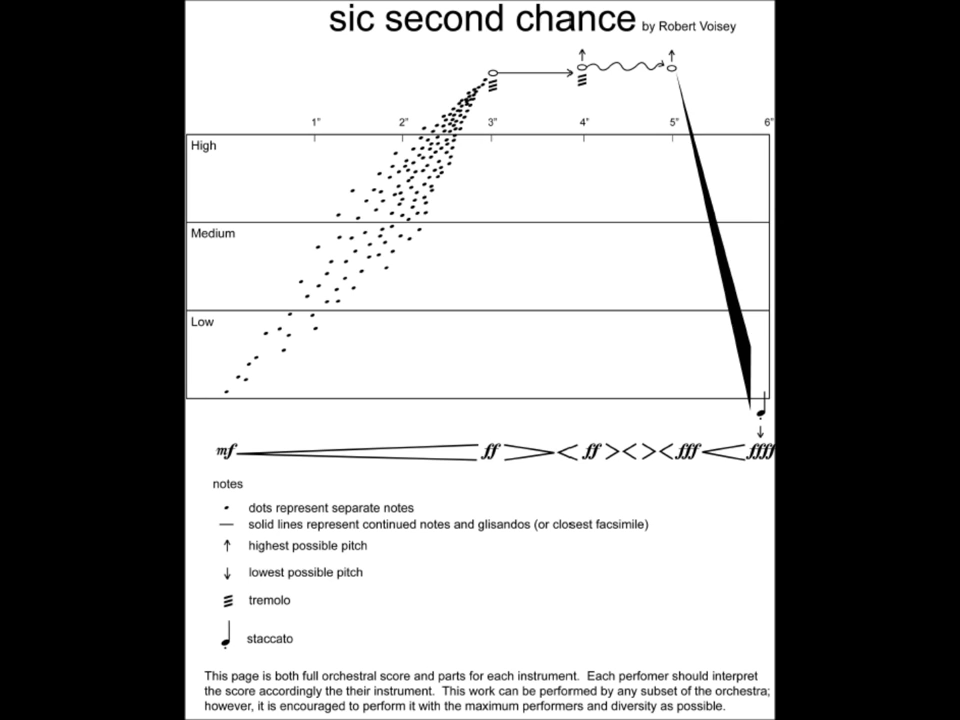 sic second chance by Robert Voisey
1" 2" 3" 4" 5" 6"
High
Medium
Low
mf ff ff fff ffff
notes
dots represent separate notes
solid lines represent continued notes and glisandos (or closest facsimile)
highest possible pitch
lowest possible pitch
tremolo
staccato
This page is both full orchestral score and parts for each instrument. Each perfomer should interpret
the score accordingly the their instrument. This work can be performed by any subset of the orchestra;
however, it is encouraged to perform it with the maximum performers and diversity as possible.